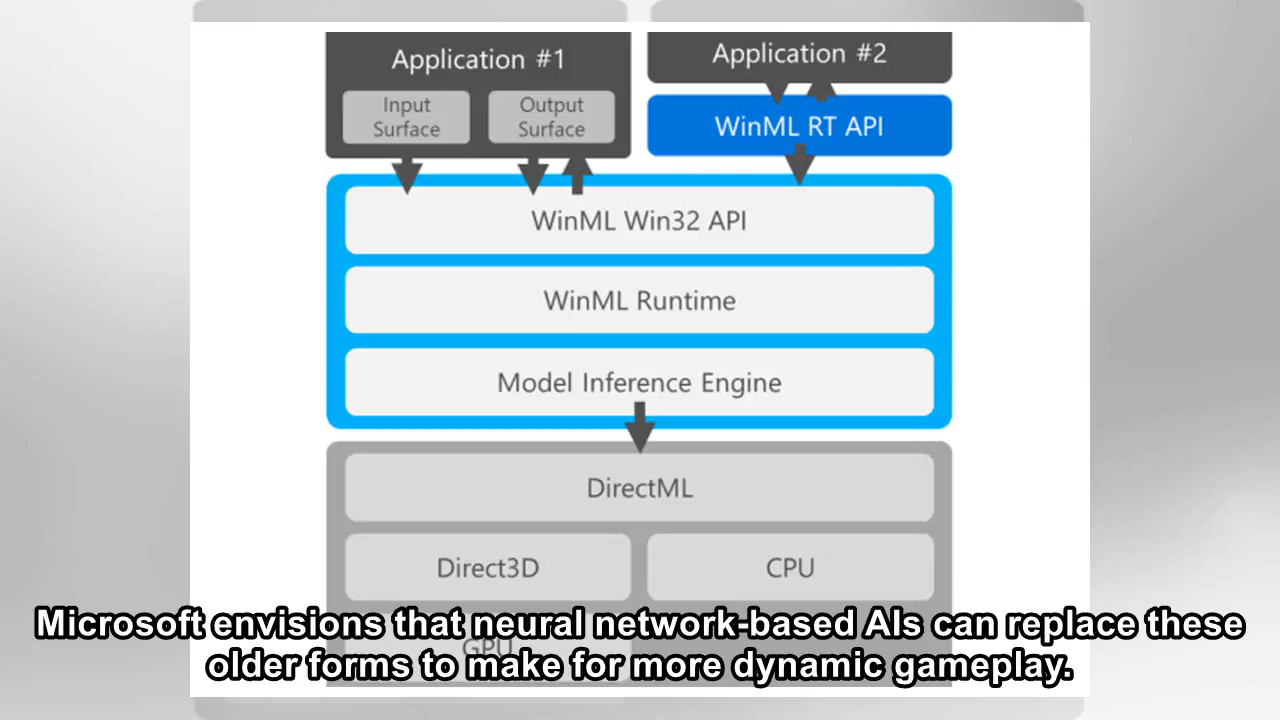 Application #1
Application #2
Input
Surface
Output
Surface
WinML RT API
WinML Win32 API
WinML Runtime
Model Inference Engine
DirectML
Direct3D
CPU
GPU
Microsoft envisions that neural network-based AIs can replace these
older forms to make for more dynamic gameplay.